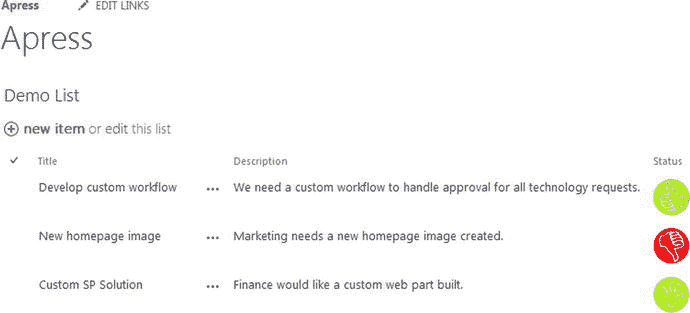 Apress EDIT LINKS
Apress
Demo List
new item or edit this list
Title Description Status
Develop custom workflow ... We need a custom workflow to handle approval for all technology requests.
New homepage image ... Marketing needs a new homepage image created.
Custom SP Solution ... Finance would like a custom web part built.